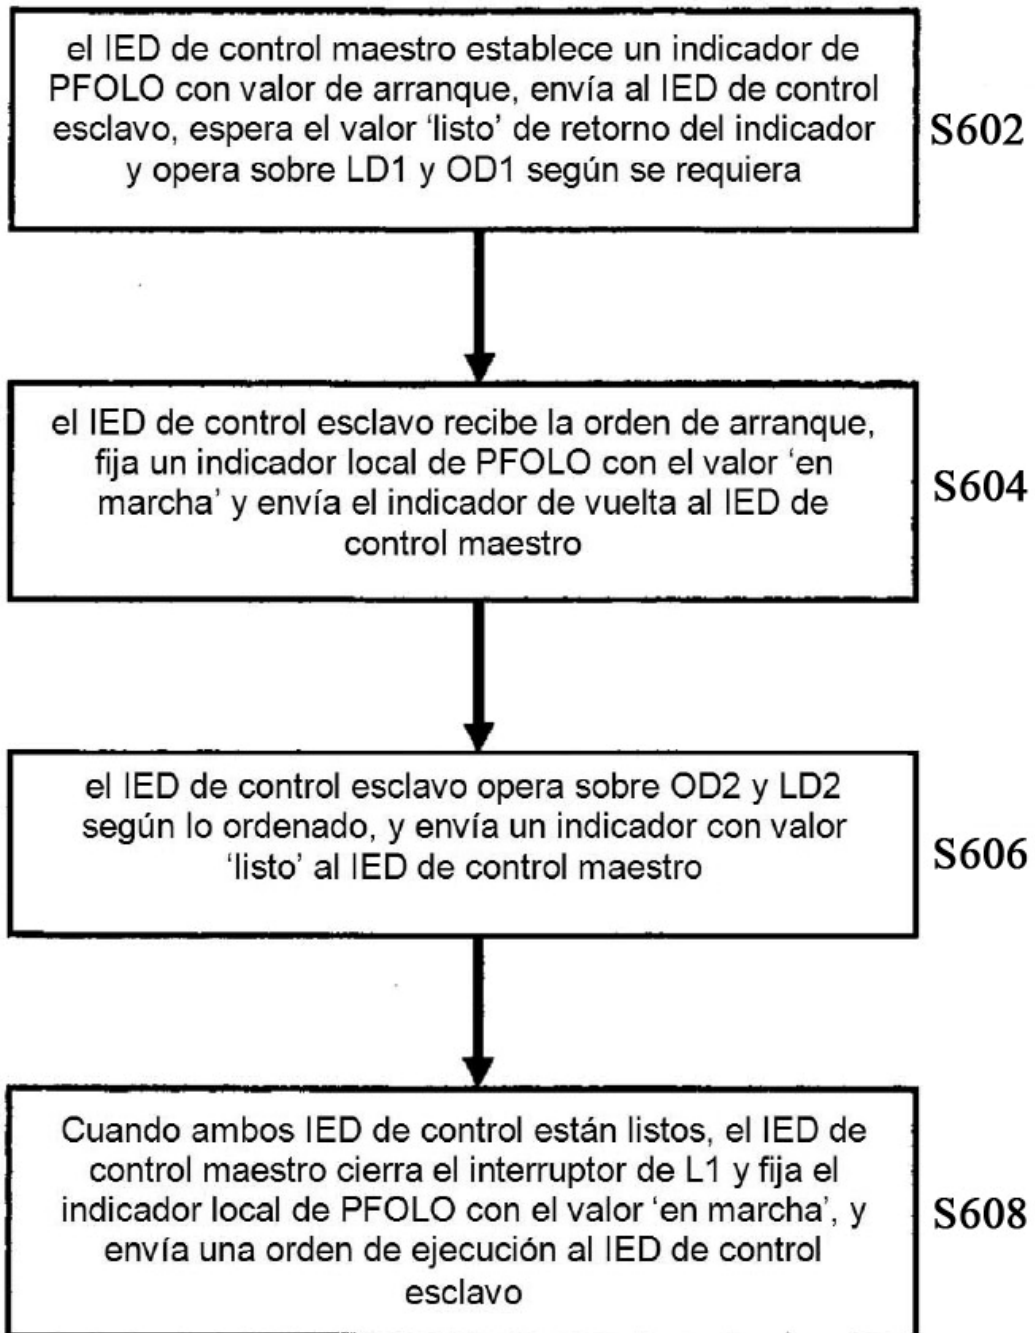 el IED de control maestro establece un indicador de
PFOLO con valor de arranque, envía al IED de control
esclavo, espera el valor ‘listo’ de retorno del indicador
y opera sobre LD1 y OD1 según se requiera
S602
el IED de control esclavo recibe la orden de arranque,
fija un indicador local de PFOLO con el valor ‘en
marcha’ y envía el indicador de vuelta al IED de
control maestro
S604
el IED de control esclavo opera sobre OD2 y LD2
según lo ordenado, y envía un indicador con valor
‘listo’ al IED de control maestro
S606
Cuando ambos IED de control están listos, el IED de
control maestro cierra el interruptor de L1 y fija el
indicador local de PFOLO con el valor ‘en marcha’, y
envía una orden de ejecución al IED de control
esclavo
S608